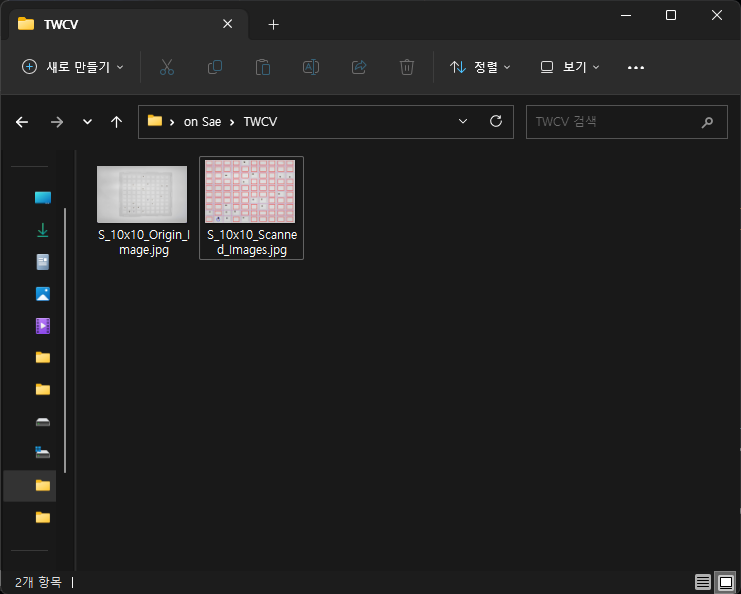 TWCV
새로 만들기
정렬
보기
on Sae
TWCV
TWCV 검색
S_10x10_Origin_I
mage.jpg
S_10x10_Scanne
d_Images.jpg
2개 항목